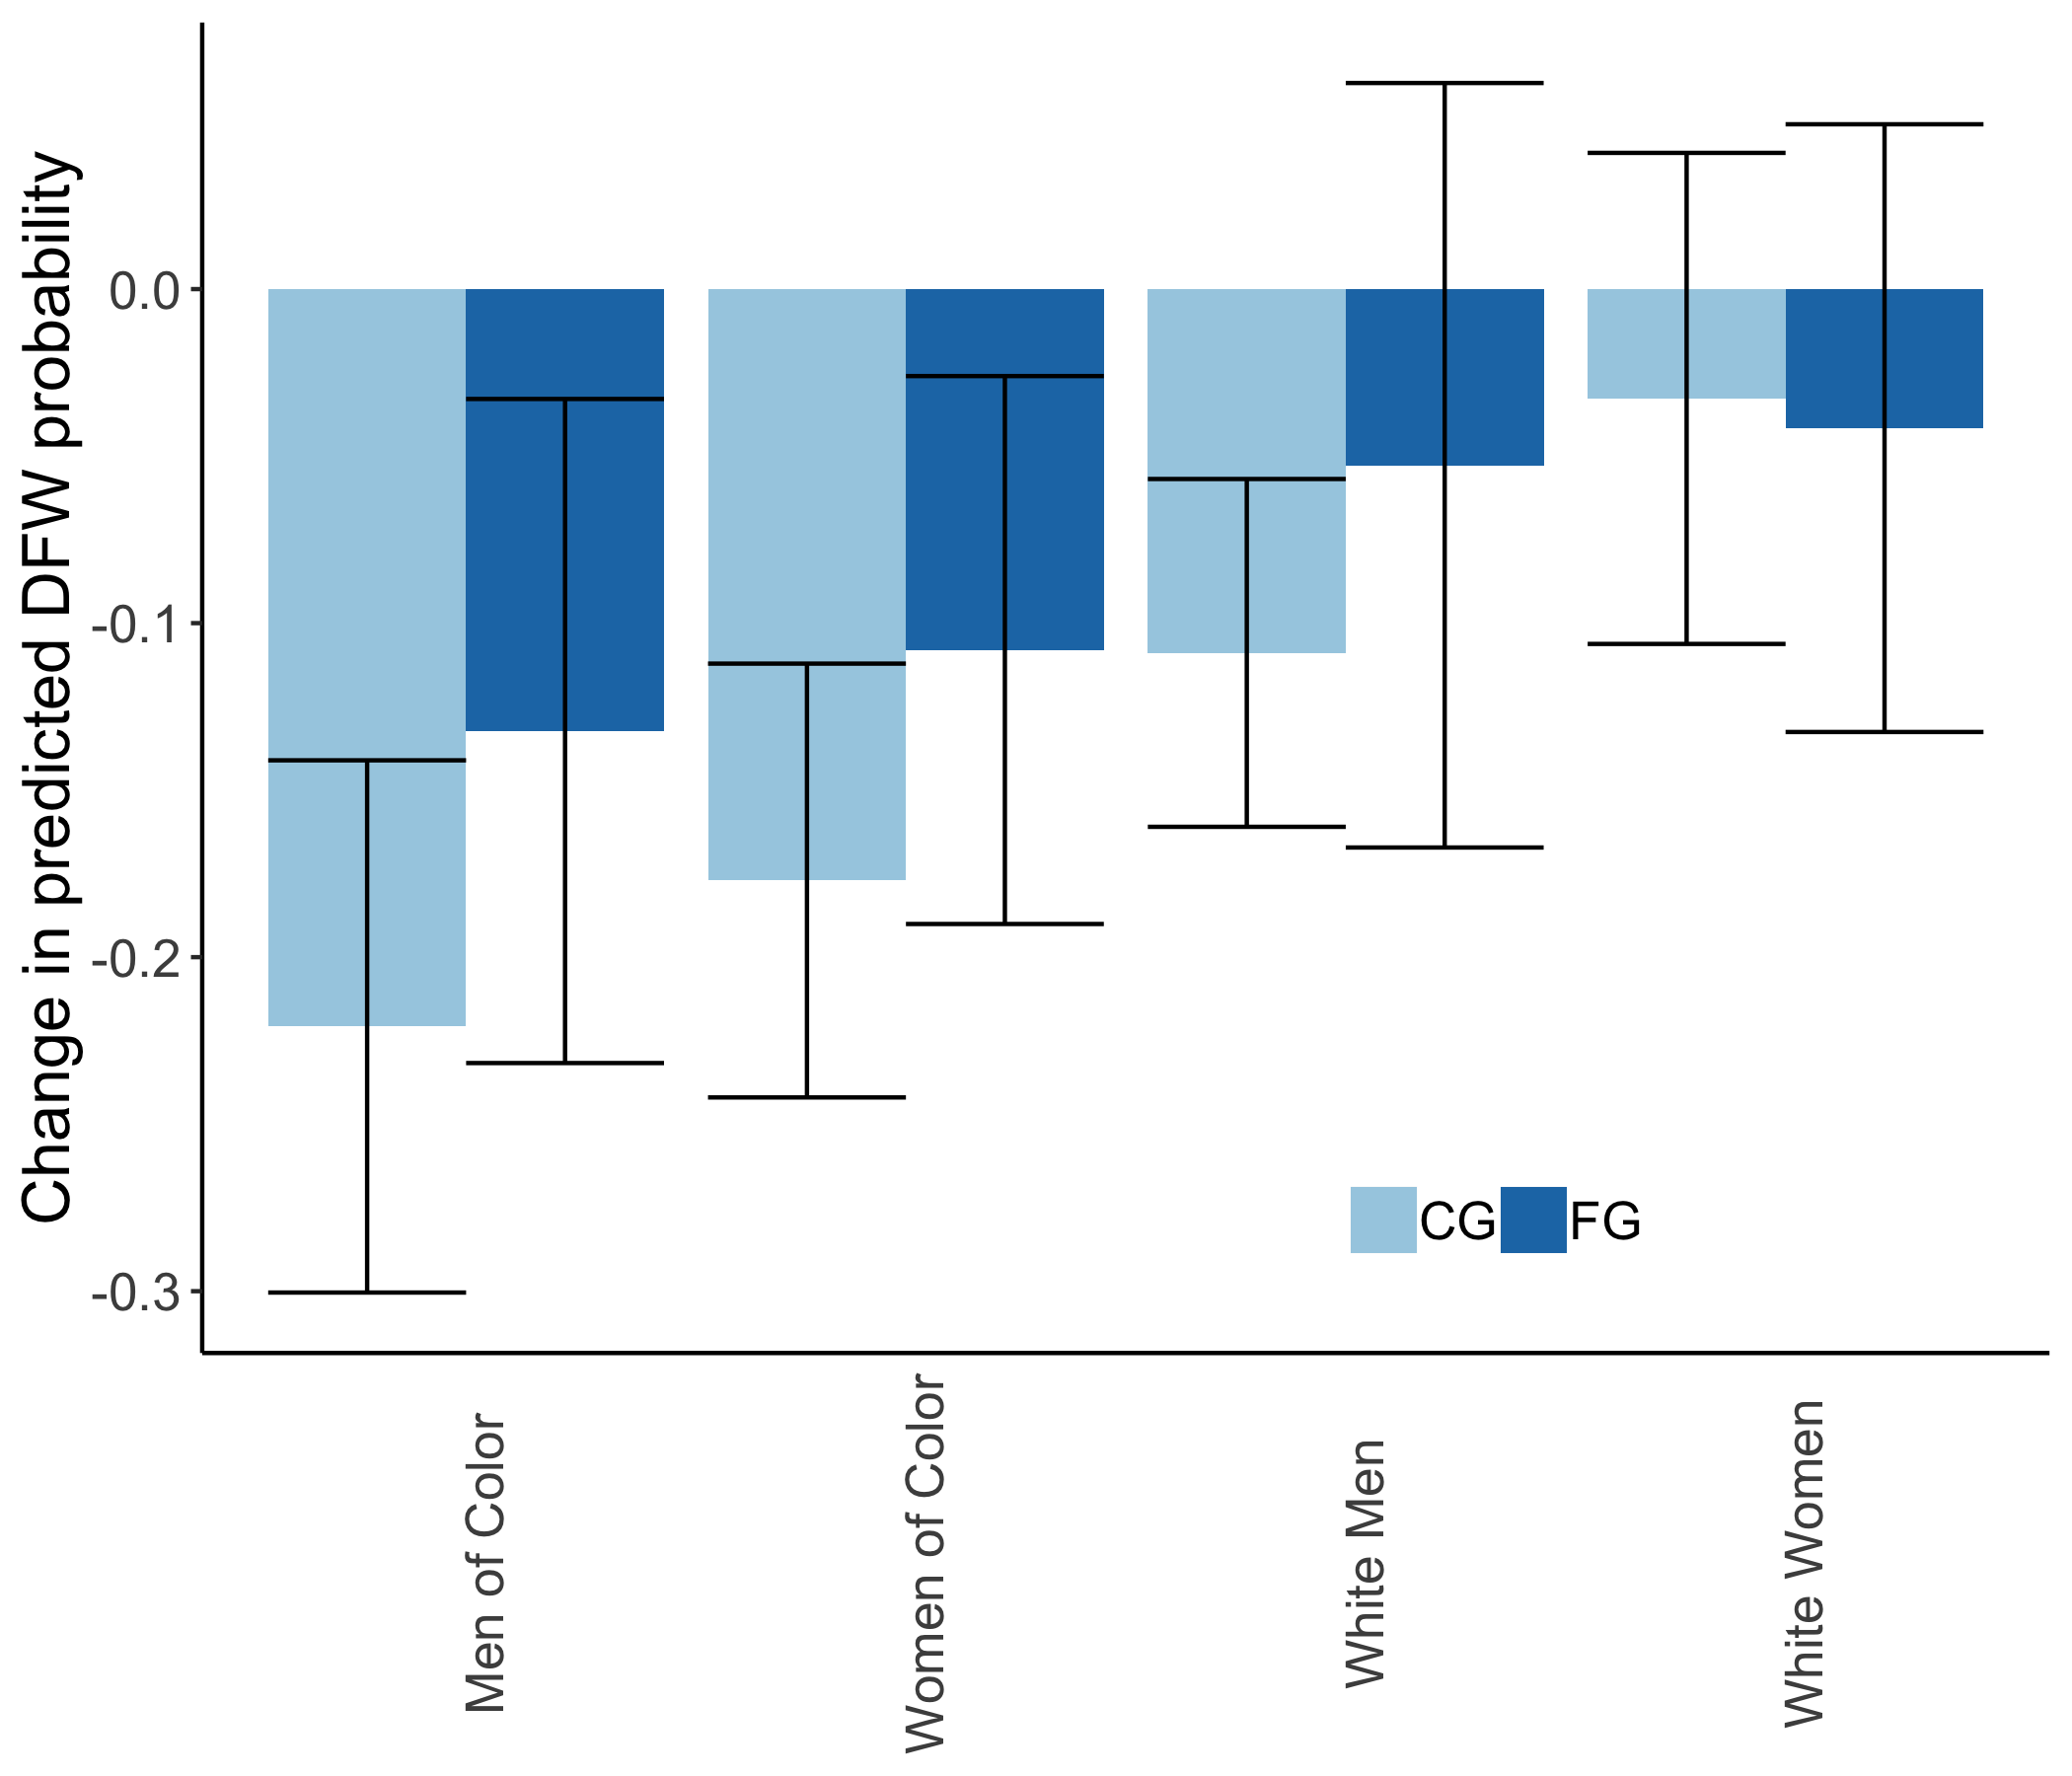 Change in predicted DFW probability
0.0
-0.1
-0.2
-0.3
CG
FG
Men of Color
Women of Color
White Men
White Women